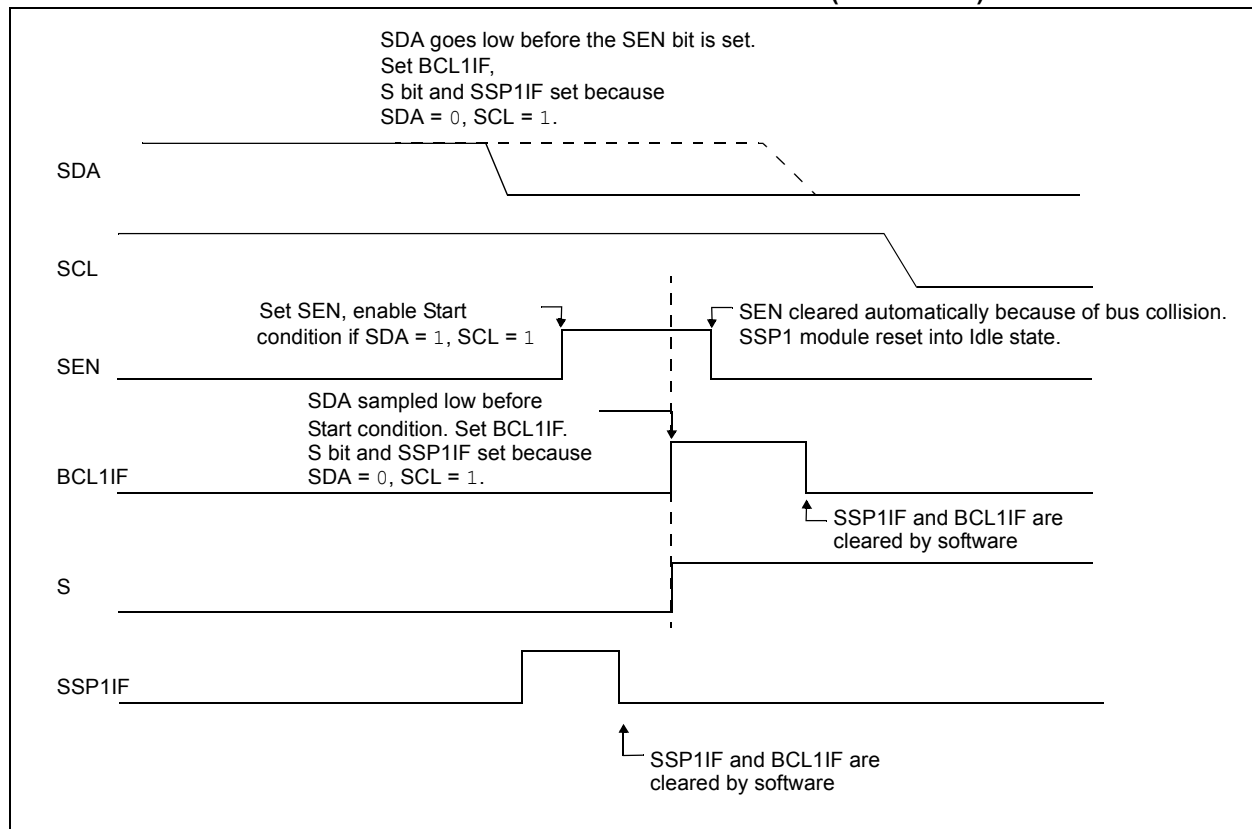 SDA goes low before the SEN bit is set.
Set BCL1IF,
S bit and SSP1IF set because
SDA = 0, SCL = 1.
SDA
SCL
Set SEN, enable Start
condition if SDA = 1, SCL = 1
SEN cleared automatically because of bus collision.
SSP1 module reset into Idle state.
SEN
SDA sampled low before
Start condition. Set BCL1IF.
S bit and SSP1IF set because
SDA = 0, SCL = 1.
BCL1IF
SSP1IF and BCL1IF are
cleared by software
S
SSP1IF
SSP1IF and BCL1IF are
cleared by software